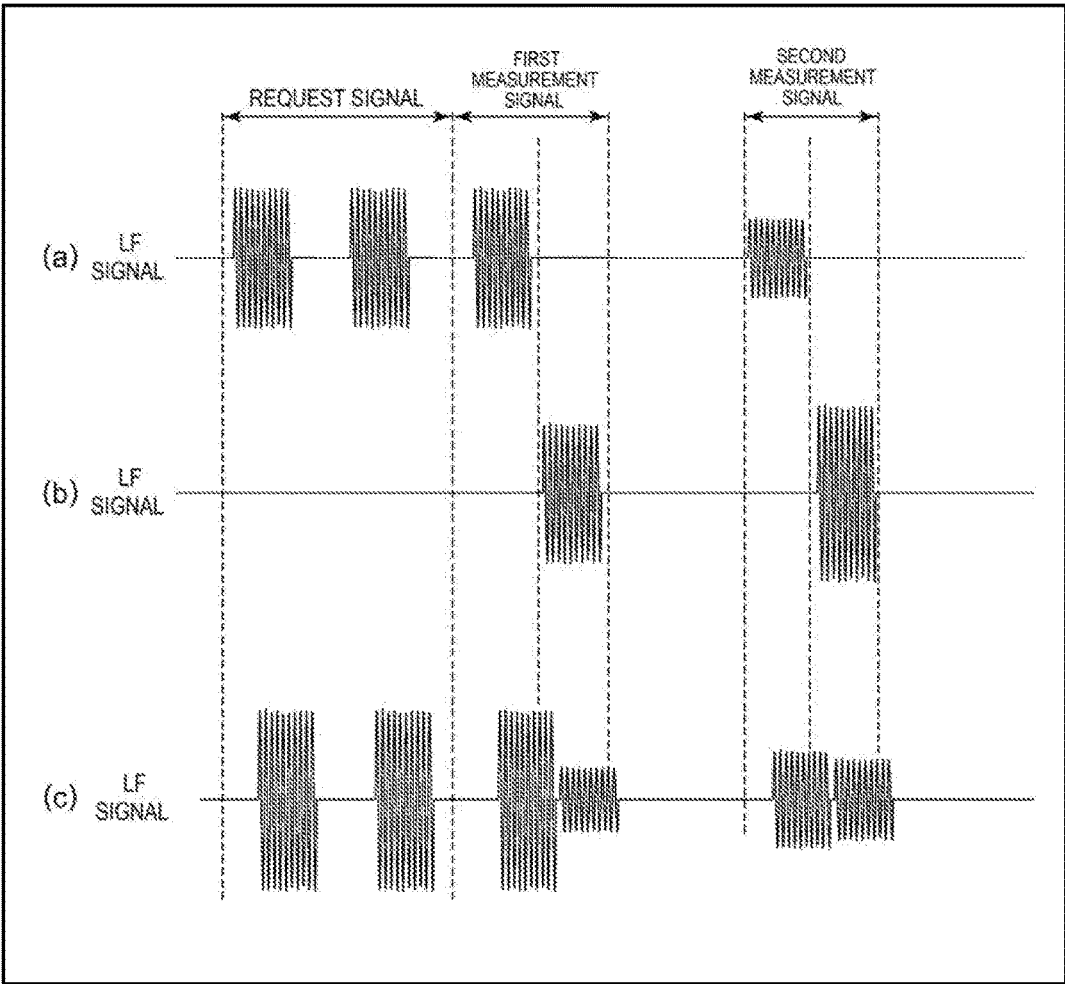 REQUEST SIGNAL
FIRST
MEASUREMENT
SIGNAL
SECOND
MEASUREMENT
SIGNAL
(a) LF
SIGNAL
(b) LF
SIGNAL
(c) LF
SIGNAL